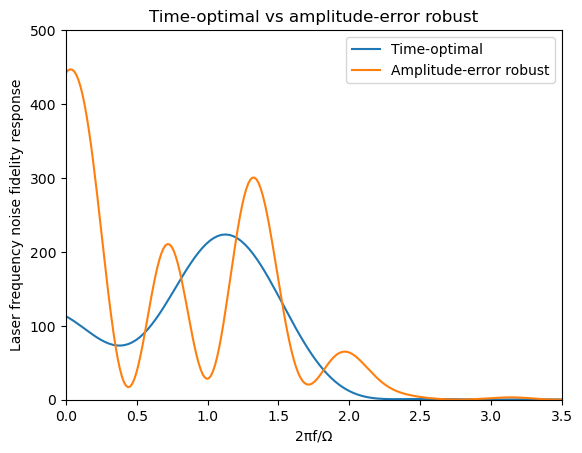 Time-optimal vs amplitude-error robust
Laser frequency noise fidelity response
500
400
300
200
100
0
Time-optimal
Amplitude-error robust
0.0 0.5 1.0 1.5 2.0 2.5 3.0 3.5
2πf/Ω